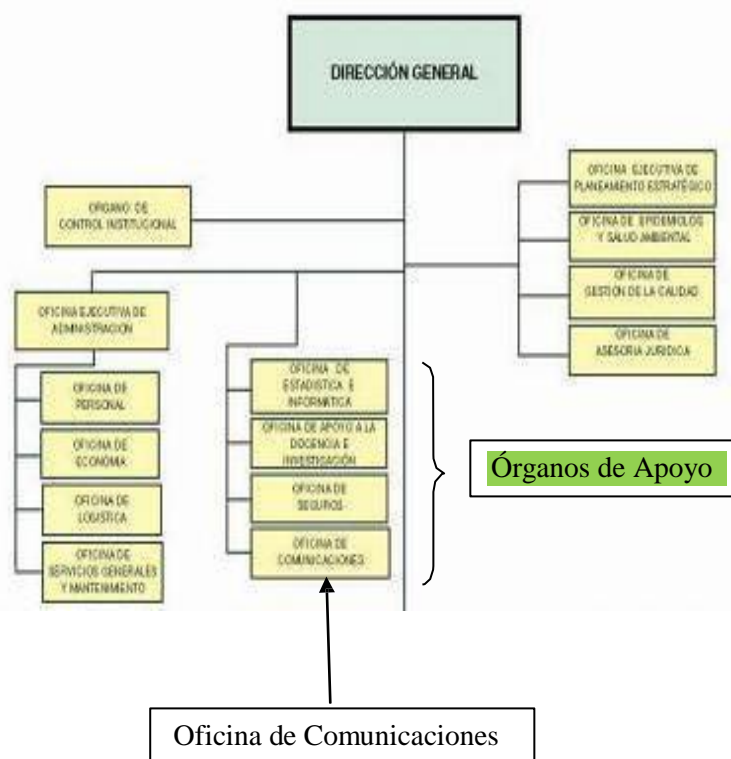 DIRECCIÓN GENERAL
ORGANO DE
CONTROL INSTITUCIONAL
OFICINA EJECUTIVA DE
PLANEAMIENTO ESTRATÉGICO
OFICINA DE EPIDEMIOLOG
Y SALUD AMBIENTAL
OFICINA DE
GESTION DE LA CALIDAD
OFICINA DE
ASESORIA JURIDICA
OFICINA EJECUTIVA DE
ADMINISTRACION
OFICINA DE
PERSONAL
OFICINA DE
ECONOMIA
OFICINA DE
LOGISTICA
OFICINA DE
SERVICIOS GENERALES
Y MANTENIMIENTO
OFICINA DE
ESTADISTICA E
INFORMÁTICA
OFICINA DE APOYO A LA
DOCENCIA E
INVESTIGACIÓN
OFICINA DE
SEGUROS
OFICINA DE
COMUNICACIONES
Órganos de Apoyo
Oficina de Comunicaciones